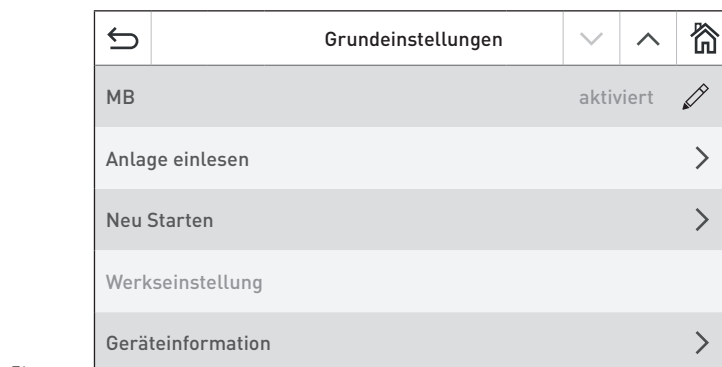 Grundeinstellungen
MB aktiviert
Anlage einlesen
Neu Starten
Werkseinstellung
Geräteinformation